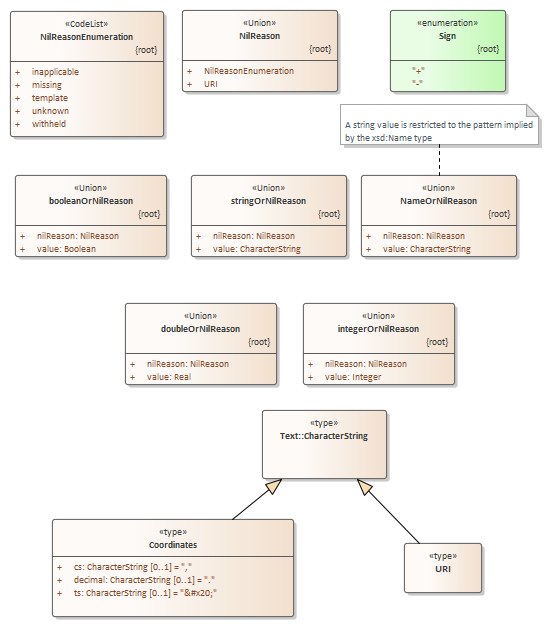 «CodeList»
NilReasonEnumeration
{root}
+ inapplicable
+ missing
+ template
+ unknown
+ withheld
«Union»
NilReason
{root}
+ NilReasonEnumeration
+ URI
«enumeration»
Sign
{root}
"+"
"-"
A string value is restricted to the pattern implied
by the xsd:Name type
«Union»
booleanOrNilReason
{root}
+ nilReason: NilReason
+ value: Boolean
«Union»
stringOrNilReason
{root}
+ nilReason: NilReason
+ value: CharacterString
«Union»
NameOrNilReason
{root}
+ nilReason: NilReason
+ value: CharacterString
«Union»
doubleOrNilReason
{root}
+ nilReason: NilReason
+ value: Real
«Union»
integerOrNilReason
{root}
+ nilReason: NilReason
+ value: Integer
«type»
Text::CharacterString
«type»
Coordinates
+ cs: CharacterString [0..1] = ","
+ decimal: CharacterString [0..1] = "."
+ ts: CharacterString [0..1] = "&#x20;"
«type»
URI